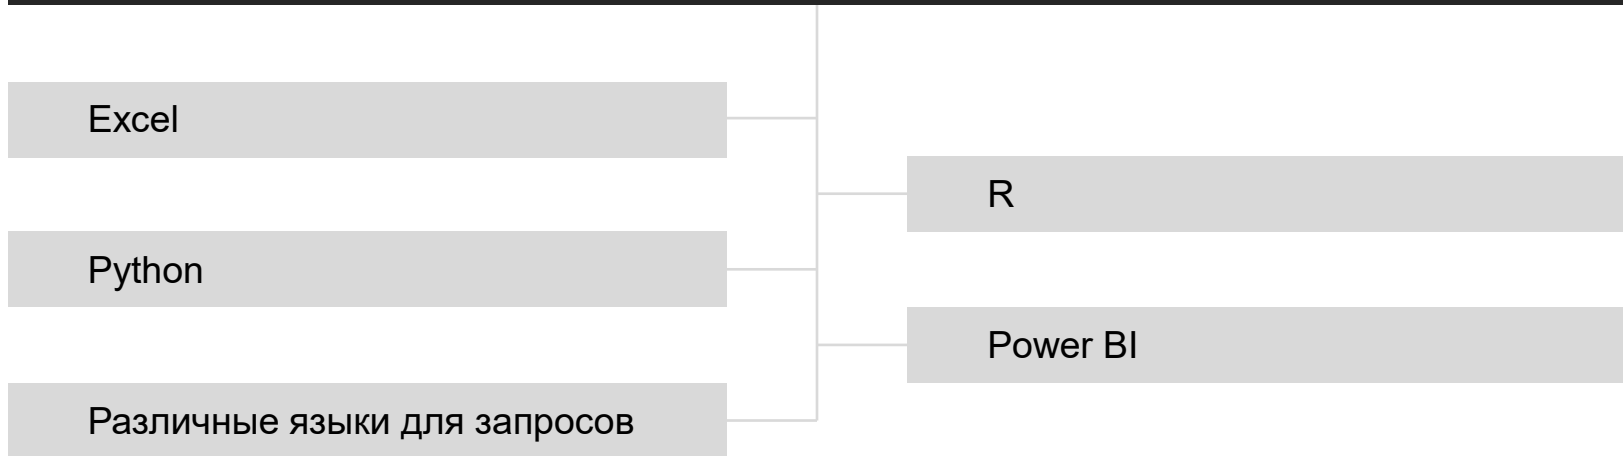 Excel
R
Python
Power BI
Различные языки для запросов